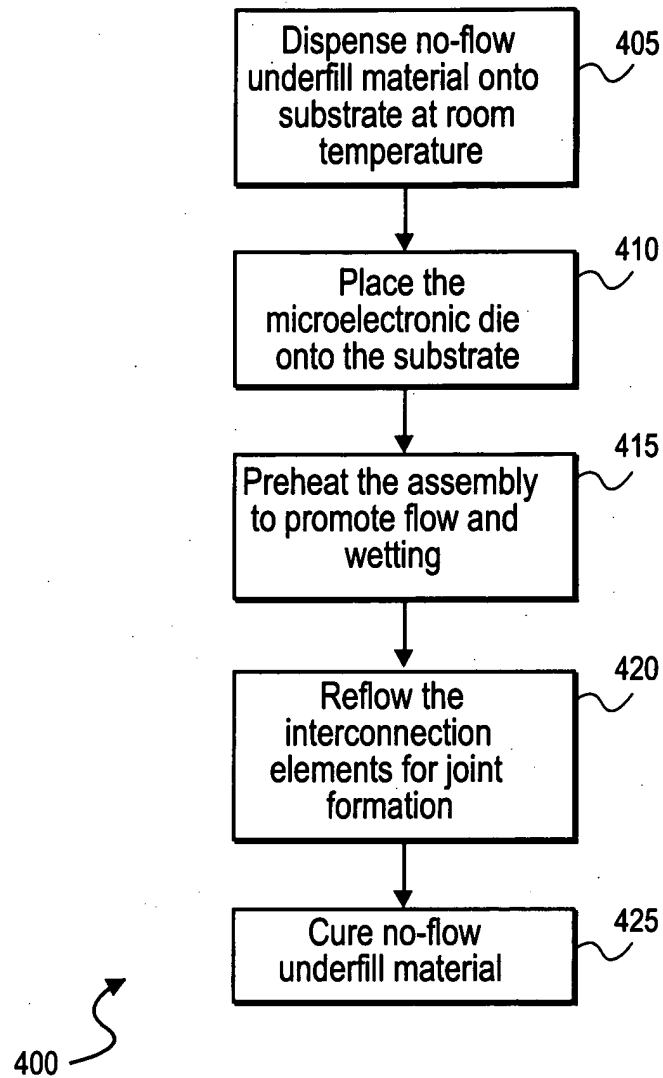 Dispense no-flow
underfill material onto
substrate at room
temperature
405
Place the
microelectronic die
onto the substrate
410
Preheat the assembly
to promote flow and
wetting
415
Reflow the
interconnection
elements for joint
formation
420
Cure no-flow
underfill material
425
400